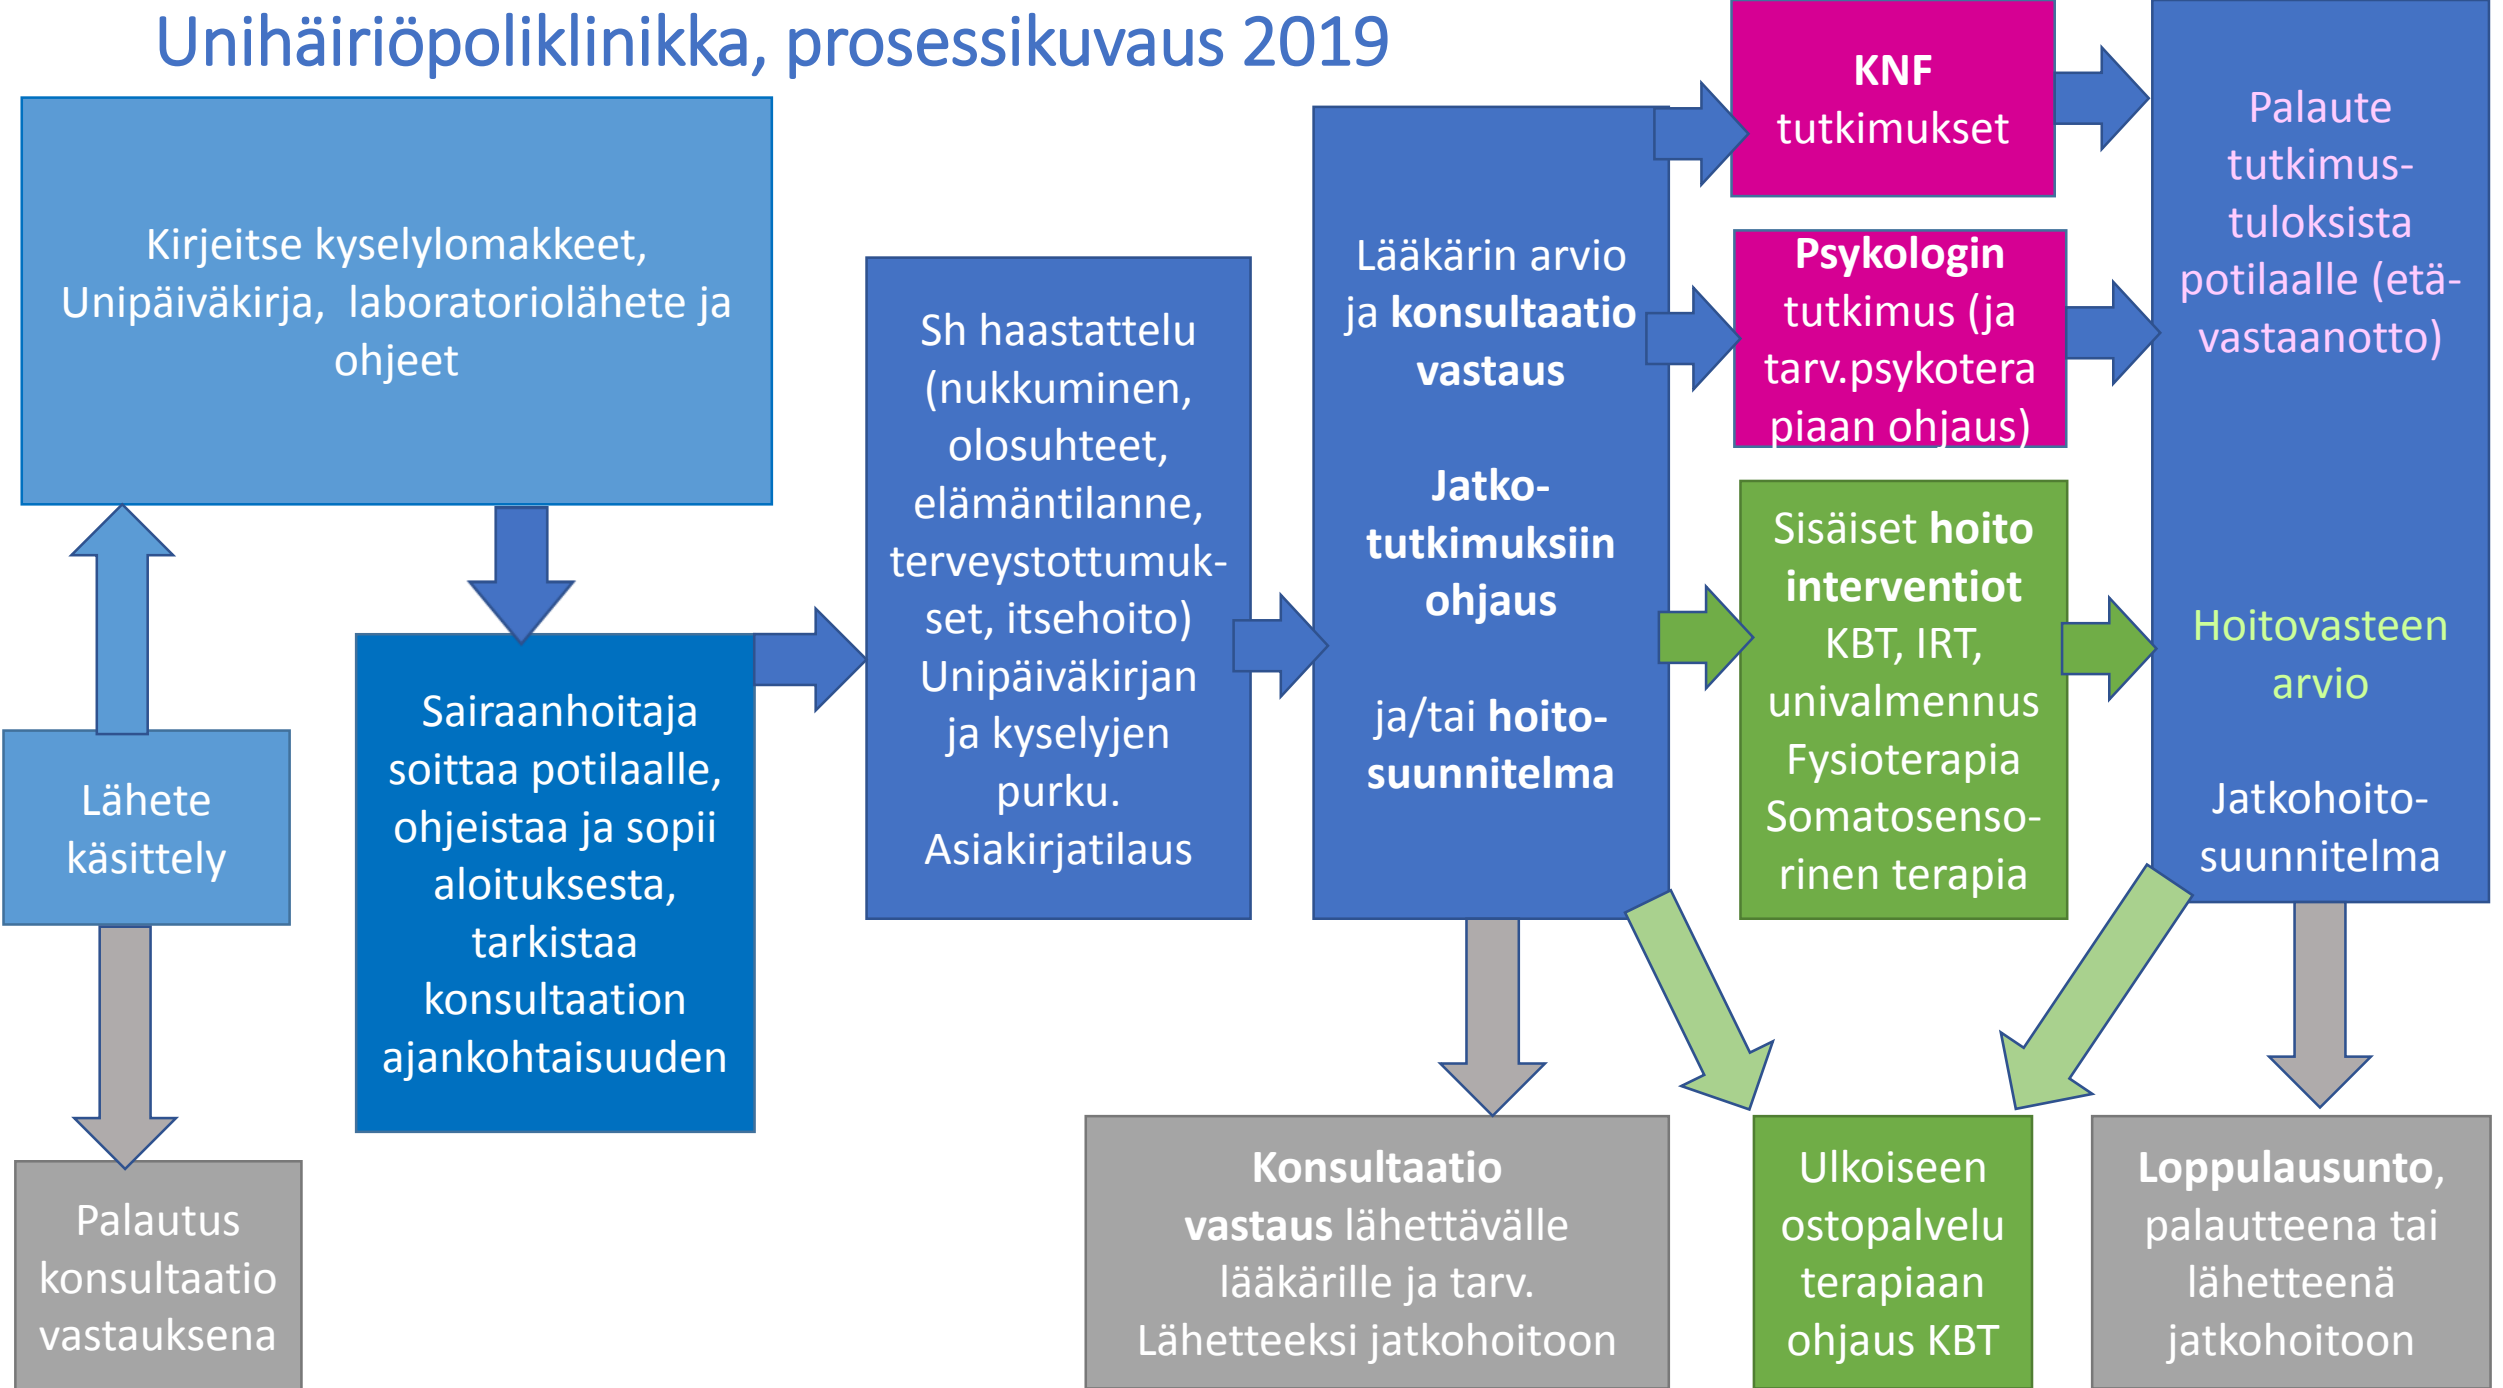 Unihäiriöpoliklinikka, prosessikuvaus 2019
Kirjeitse kyselylomakkeet,
Unipäiväkirja, laboratoriolähete ja
ohjeet
Lähete
käsittely
Palautus
konsultaatio
vastauksena
Sairaanhoitaja
soittaa potilaalle,
ohjeistaa ja sopii
aloituksesta,
tarkistaa
konsultaation
ajankohtaisuuden
Sh haastattelu
(nukkuminen,
olosuhteet,
elämäntilanne,
terveystottumuk-
set, itsehoito)
Unipäiväkirjan
ja kyselyjen
purku.
Asiakirjatilaus
Lääkärin arvio
ja konsultaatio
vastaus
Jatko-
tutkimuksiin
ohjaus
ja/tai hoito-
suunnitelma
KNF
tutkimukset
Psykologin
tutkimus (ja
tarv.psykotera
piaan ohjaus)
Sisäiset hoito
interventiot
KBT, IRT,
univalmennus
Fysioterapia
Somatosenso-
rinen terapia
Palaute
tutkimus-
tuloksista
potilaalle (etä-
vastaanotto)
Hoitovasteen
arvio
Jatkohoito-
suunnitelma
Konsultaatio
vastaus lähettävälle
lääkärille ja tarv.
Lähetteeksi jatkohoitoon
Ulkoiseen
ostopalvelu
terapiaan
ohjaus KBT
Loppulausunto,
palautteena tai
lähetteenä
jatkohoitoon